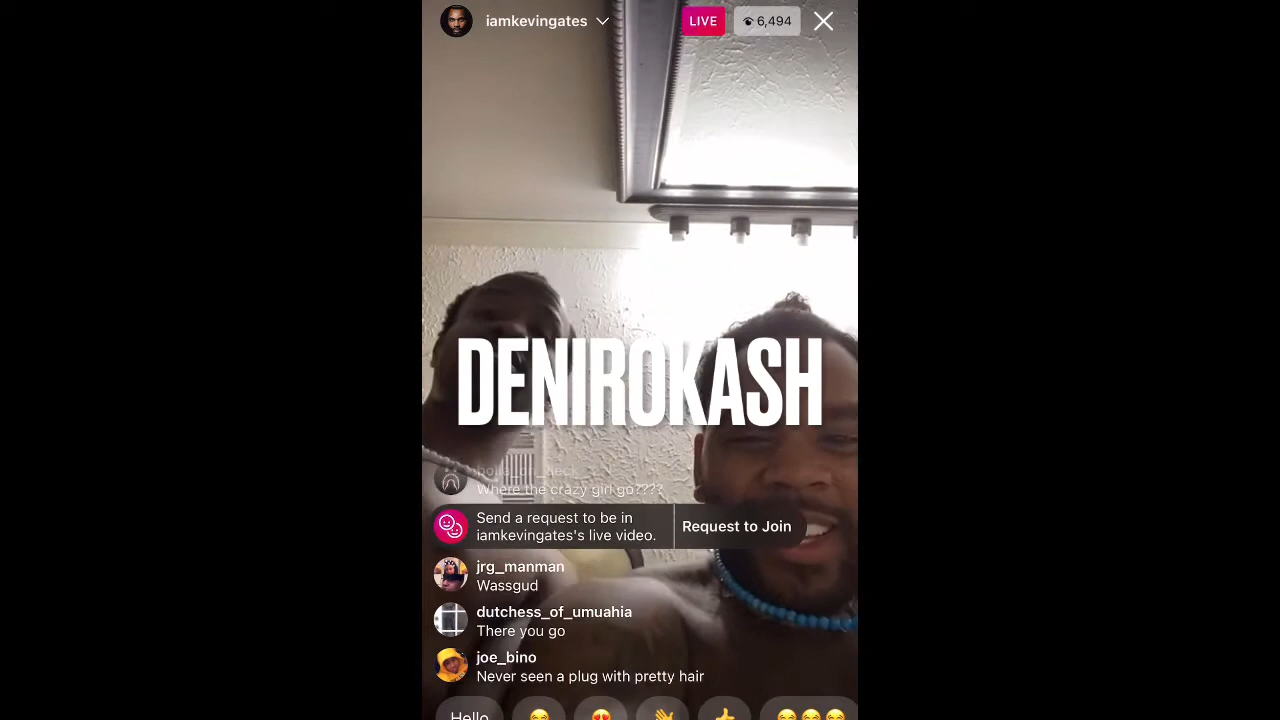 iamkevingates
LIVE
6,494
DENIROKASH
Where the crazy girl go????
Send a request to be in
iamkevingates's live video.
Request to Join
jrg_manman
Wassgud
dutchess_of_umuahia
There you go
joe_bino
Never seen a plug with pretty hair
Hello